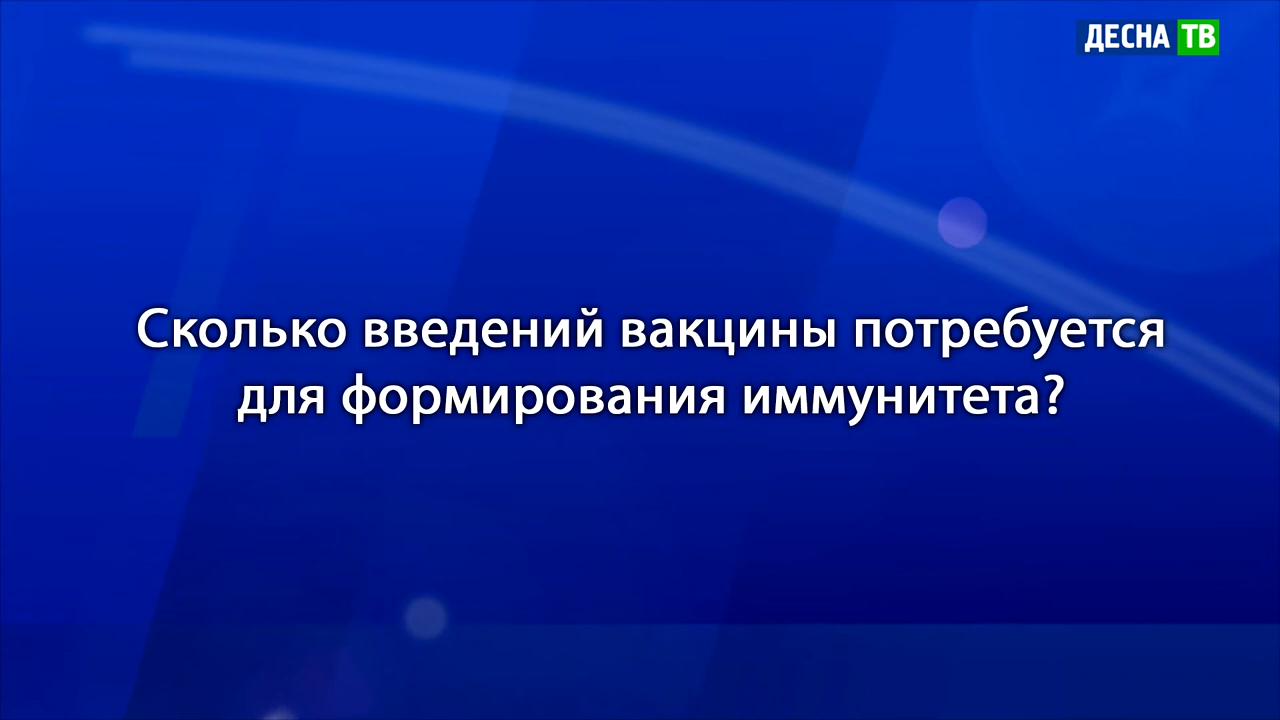 ДЕСНА ТВ
Сколько введений вакцины потребуется
для формирования иммунитета?